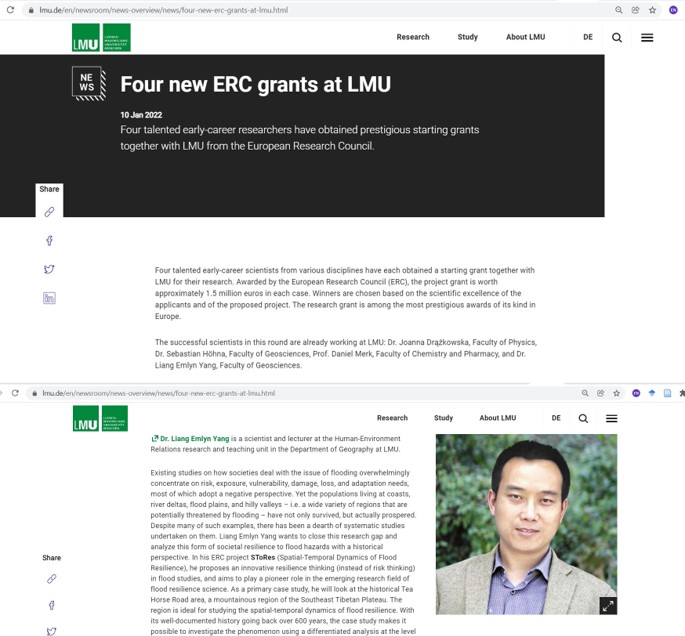 lmu.de/en/newsroom/news-overview/news/four-new-erc-grants-at-lmu.html
LMU
LUDWIG-
MAXIMILIANS-
UNIVERSITÄT
MÜNCHEN
Research
Study
About LMU
DE
NE
WS
Four new ERC grants at LMU
10 Jan 2022
Four talented early-career researchers have obtained prestigious starting grants
together with LMU from the European Research Council.
Share
Four talented early-career scientists from various disciplines have each obtained a starting grant together with
LMU for their research. Awarded by the European Research Council (ERC), the project grant is worth
approximately 1.5 million euros in each case. Winners are chosen based on the scientific excellence of the
applicants and of the proposed project. The research grant is among the most prestigious awards of its kind in
Europe.
The successful scientists in this round are already working at LMU: Dr. Joanna Drążkowska, Faculty of Physics,
Dr. Sebastian Höhna, Faculty of Geosciences, Prof. Daniel Merk, Faculty of Chemistry and Pharmacy, and Dr.
Liang Emlyn Yang, Faculty of Geosciences.
lmu.de/en/newsroom/news-overview/news/four-new-erc-grants-at-lmu.html
LMU
LUDWIG-
MAXIMILIANS-
UNIVERSITÄT
MÜNCHEN
Research
Study
About LMU
DE
Dr. Liang Emlyn Yang is a scientist and lecturer at the Human-Environment
Relations research and teaching unit in the Department of Geography at LMU.
Existing studies on how societies deal with the issue of flooding overwhelmingly
concentrate on risk, exposure, vulnerability, damage, loss, and adaptation needs,
most of which adopt a negative perspective. Yet the populations living at coasts,
river deltas, flood plains, and hilly valleys – i.e. a wide variety of regions that are
potentially threatened by flooding – have not only survived, but actually prospered.
Despite many of such examples, there has been a dearth of systematic studies
undertaken on them. Liang Emlyn Yang wants to close this research gap and
analyze this form of societal resilience to flood hazards with a historical
perspective. In his ERC project SToRes (Spatial-Temporal Dynamics of Flood
Resilience), he proposes an innovative resilience thinking (instead of risk thinking)
in flood studies, and aims to play a pioneer role in the emerging research field of
flood resilience science. As a primary case study, he will look at the historical Tea
Horse Road area, a mountainous region of the Southeast Tibetan Plateau. The
region is ideal for studying the spatial-temporal dynamics of flood resilience. With
its well-documented history going back over 600 years, the case study makes it
possible to investigate the phenomenon using a differentiated analysis at the level
Share